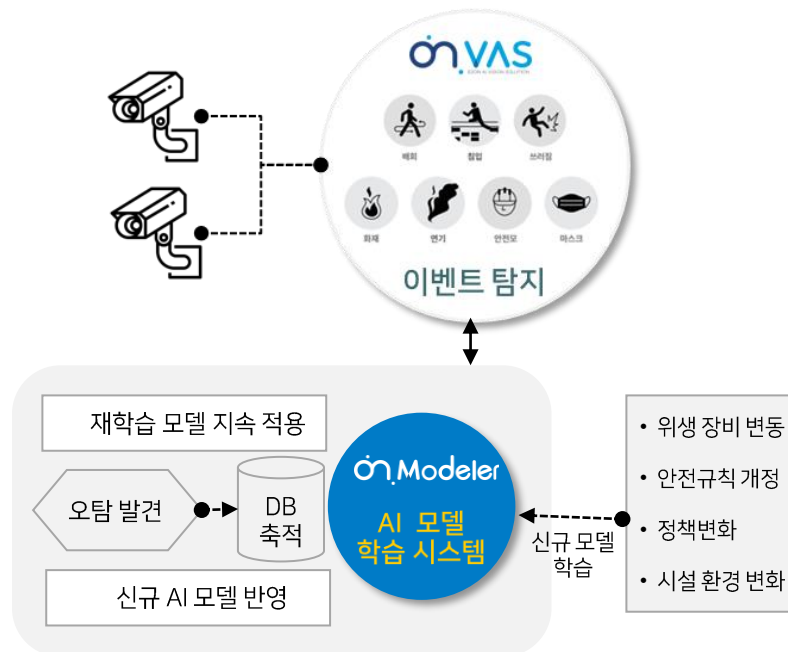 on.VAS
배회 침입 쓰러짐
화재 연기 안전모 마스크
이벤트 탐지
재학습 모델 지속 적용
오탐 발견
DB
축적
신규 AI 모델 반영
on.Modeler
AI 모델
학습 시스템
신규 모델
학습
• 위생 장비 변동
• 안전규칙 개정
• 정책변화
• 시설 환경 변화